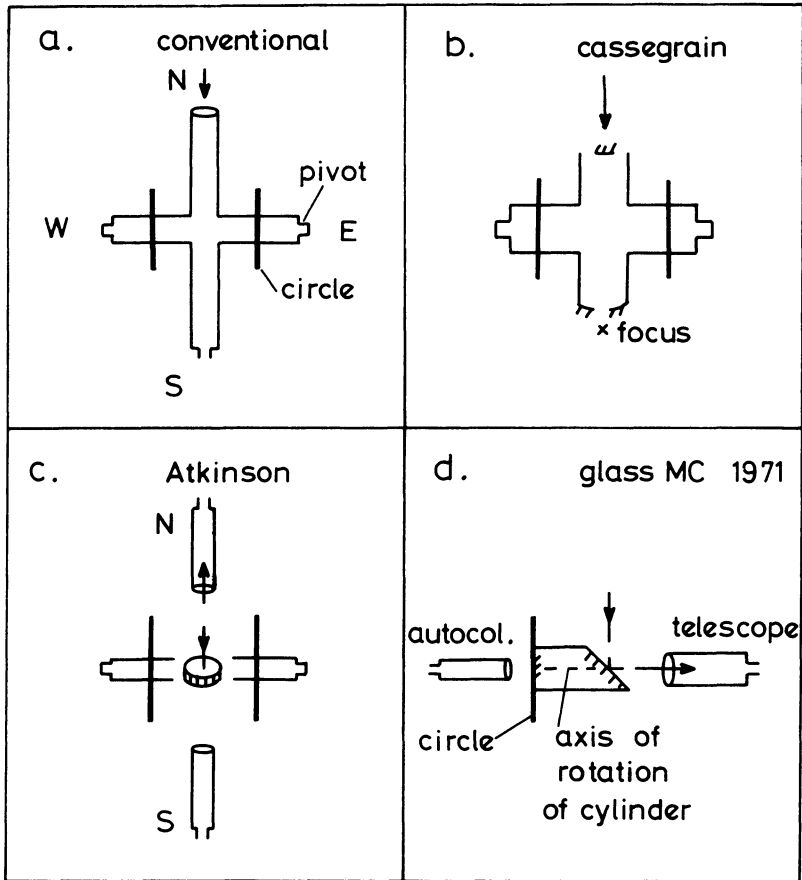 a. conventional
N
pivot
W
E
circle
S
b. cassegrain
x focus
c. Atkinson
N
S
d. glass MC 1971
autocol.
telescope
circle
axis of
rotation
of cylinder